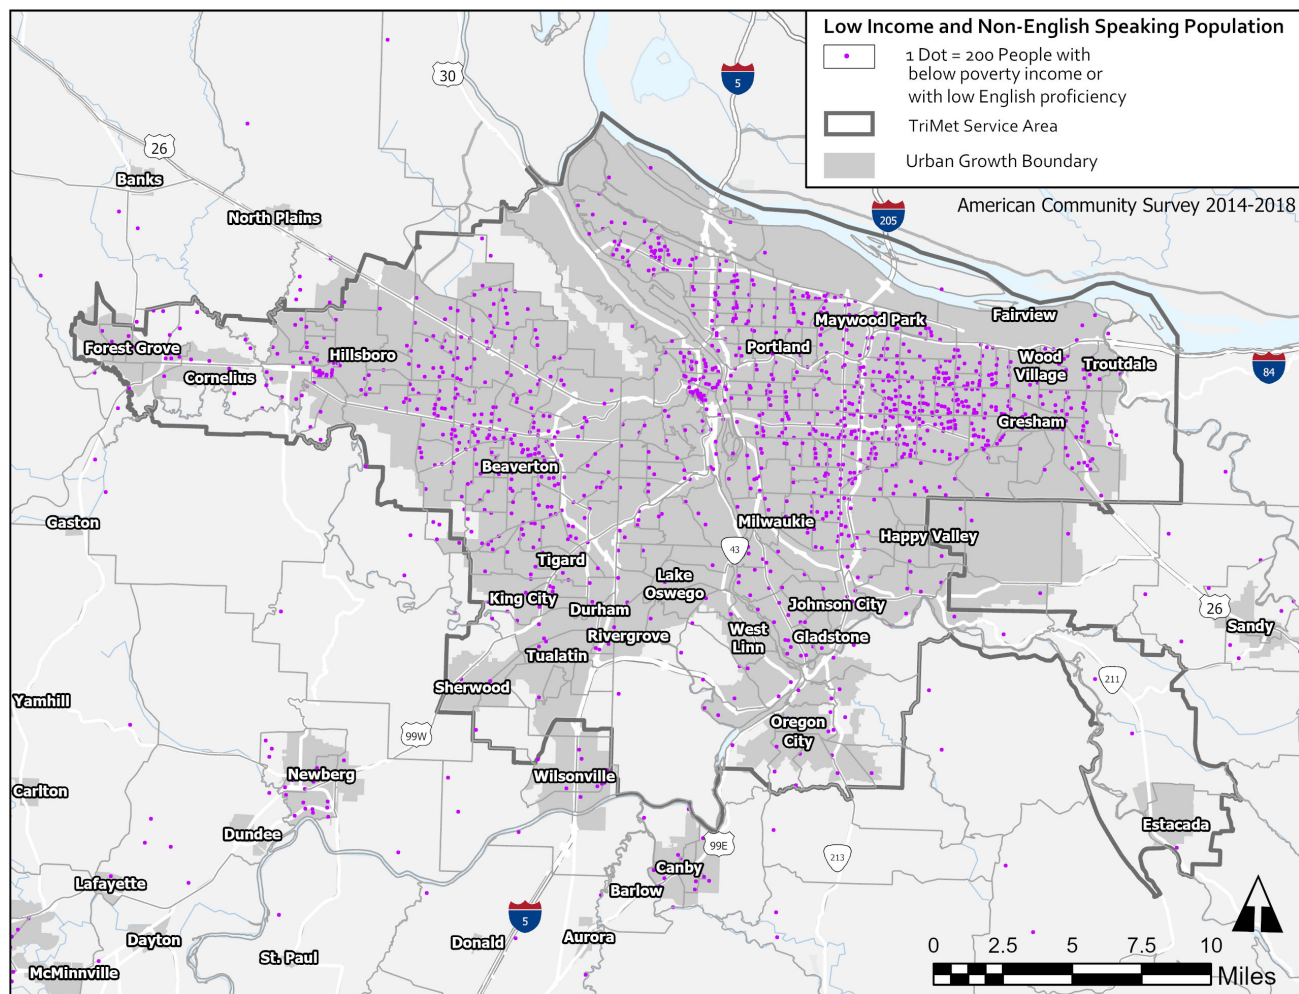 Low Income and Non-English Speaking Population
1 Dot = 200 People with
below poverty income or
with low English proficiency
TriMet Service Area
Urban Growth Boundary
American Community Survey 2014-2018
30
5
26
Banks
North Plains
205
Fairview
Maywood Park
Forest Grove
Hillsboro
Portland
Wood
Village
Troutdale
84
Cornelius
Gresham
Beaverton
Gaston
Milwaukie
Happy Valley
43
Tigard
Lake
Oswego
King City
Durham
Johnson City
26
Rivergrove
West
Linn
Gladstone
Sandy
Tualatin
Sherwood
211
Yamhill
99W
Oregon
City
Newberg
Wilsonville
Carlton
Dundee
Estacada
99E
213
Canby
Lafayette
Barlow
5
Dayton
Donald
Aurora
St. Paul
McMinnville
0 2.5 5 7.5 10
Miles